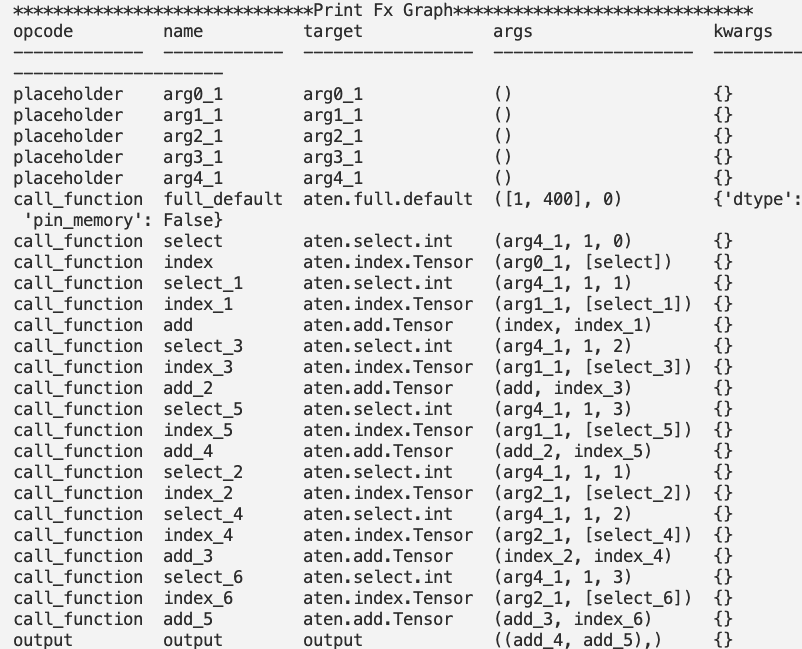 ******************************Print Fx Graph******************************
opcode         name          target             args                   kwargs
-------------  ------------  -----------------  ---------------------  ---------
---------------------
placeholder    arg0_1        arg0_1             ()                     {}
placeholder    arg1_1        arg1_1             ()                     {}
placeholder    arg2_1        arg2_1             ()                     {}
placeholder    arg3_1        arg3_1             ()                     {}
placeholder    arg4_1        arg4_1             ()                     {}
call_function  full_default  aten.full.default  ([1, 400], 0)          {'dtype':
 'pin_memory': False}
call_function  select        aten.select.int    (arg4_1, 1, 0)         {}
call_function  index         aten.index.Tensor  (arg0_1, [select])     {}
call_function  select_1      aten.select.int    (arg4_1, 1, 1)         {}
call_function  index_1       aten.index.Tensor  (arg1_1, [select_1])   {}
call_function  add           aten.add.Tensor    (index, index_1)       {}
call_function  select_3      aten.select.int    (arg4_1, 1, 2)         {}
call_function  index_3       aten.index.Tensor  (arg1_1, [select_3])   {}
call_function  add_2         aten.add.Tensor    (add, index_3)         {}
call_function  select_5      aten.select.int    (arg4_1, 1, 3)         {}
call_function  index_5       aten.index.Tensor  (arg1_1, [select_5])   {}
call_function  add_4         aten.add.Tensor    (add_2, index_5)       {}
call_function  select_2      aten.select.int    (arg4_1, 1, 1)         {}
call_function  index_2       aten.index.Tensor  (arg2_1, [select_2])   {}
call_function  select_4      aten.select.int    (arg4_1, 1, 2)         {}
call_function  index_4       aten.index.Tensor  (arg2_1, [select_4])   {}
call_function  add_3         aten.add.Tensor    (index_2, index_4)     {}
call_function  select_6      aten.select.int    (arg4_1, 1, 3)         {}
call_function  index_6       aten.index.Tensor  (arg2_1, [select_6])   {}
call_function  add_5         aten.add.Tensor    (add_3, index_6)       {}
output         output        output             ((add_4, add_5),)      {}